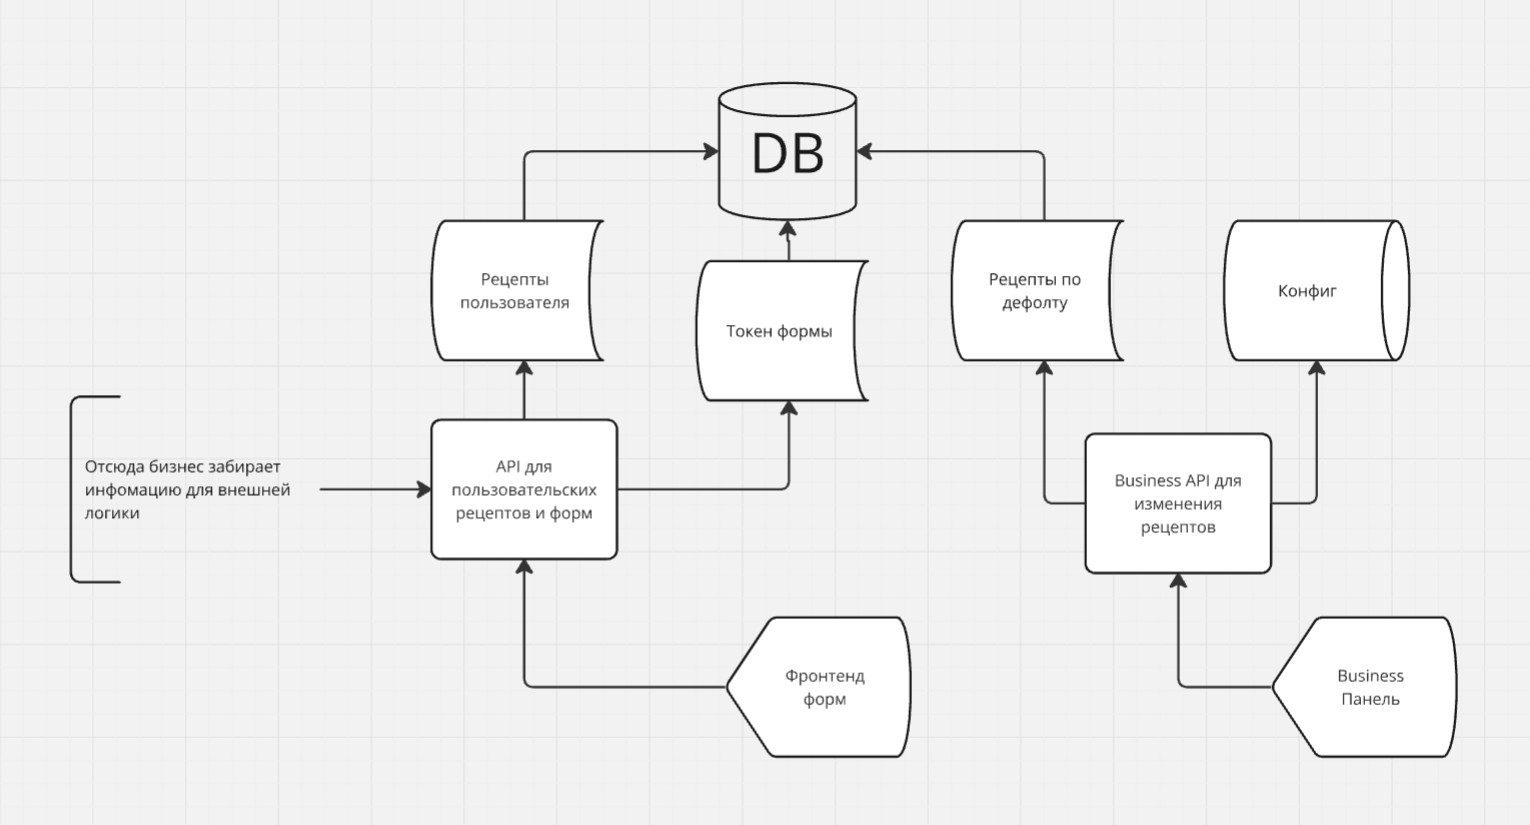 DB
Рецепты
пользователя
Токен формы
Рецепты по
дефолту
Конфиг
Отсюда бизнес забирает
инфомацию для внешней
логики
API для
пользовательских
рецептов и форм
Business API для
изменения
рецептов
Фронтенд
форм
Business
Панель